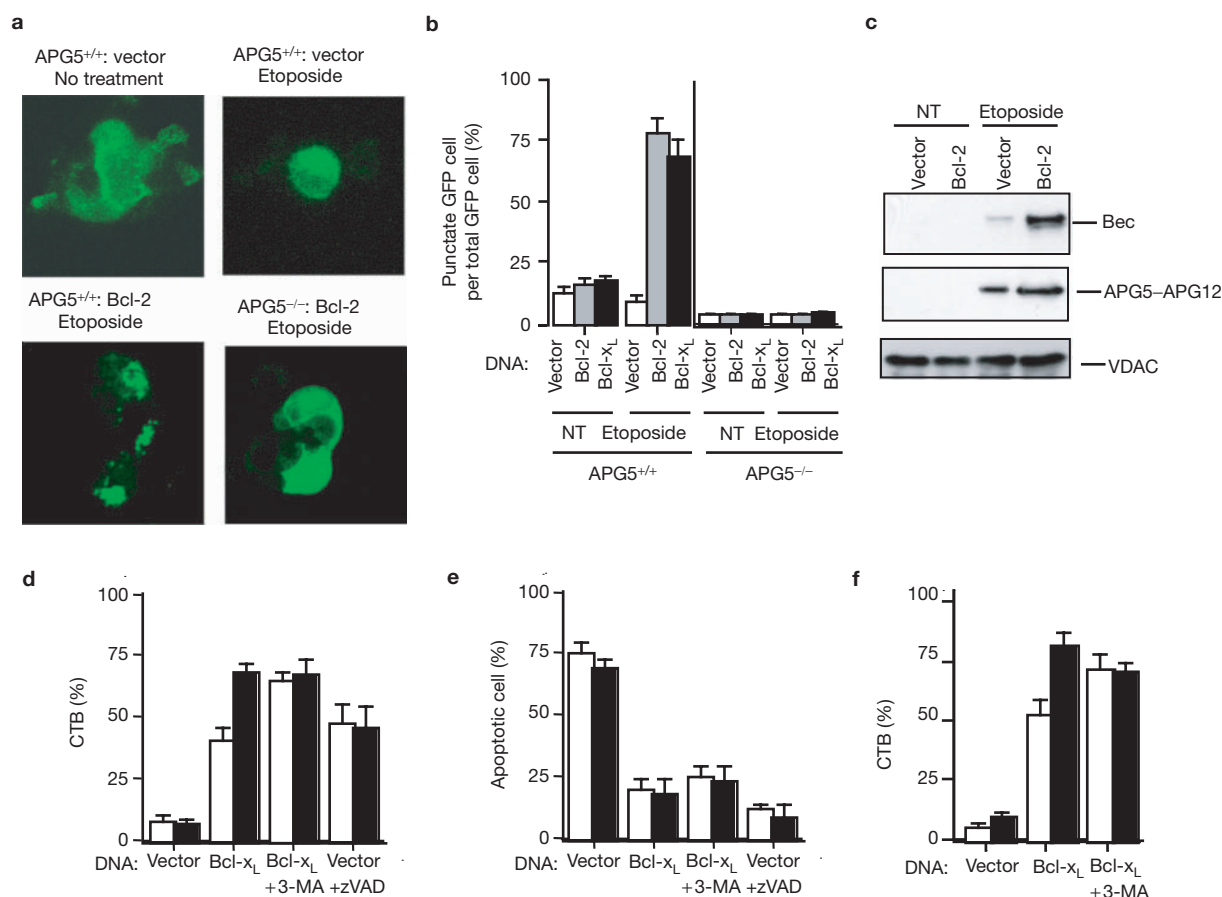 a
APG5+/+: vector
No treatment
APG5+/+: vector
Etoposide
APG5+/+: Bcl-2
Etoposide
APG5–/–: Bcl-2
Etoposide
b
Punctate GFP cell
per total GFP cell (%)
100
75
50
25
0
DNA:
Vector
Bcl-2
Bcl-xL
Vector
Bcl-2
Bcl-xL
Vector
Bcl-2
Bcl-xL
Vector
Bcl-2
Bcl-xL
NT Etoposide NT Etoposide
APG5+/+ APG5–/–
c
NT Etoposide
Vector
Bcl-2
Vector
Bcl-2
Bec
APG5–APG12
VDAC
d
CTB (%)
100
75
50
25
0
DNA: Vector Bcl-xL Bcl-xL Vector
+3-MA +zVAD
e
Apoptotic cell (%)
100
75
50
25
0
DNA: Vector Bcl-xL Bcl-xL Vector
+3-MA +zVAD
f
CTB (%)
100
75
50
25
0
DNA: Vector Bcl-xL Bcl-xL
+3-MA